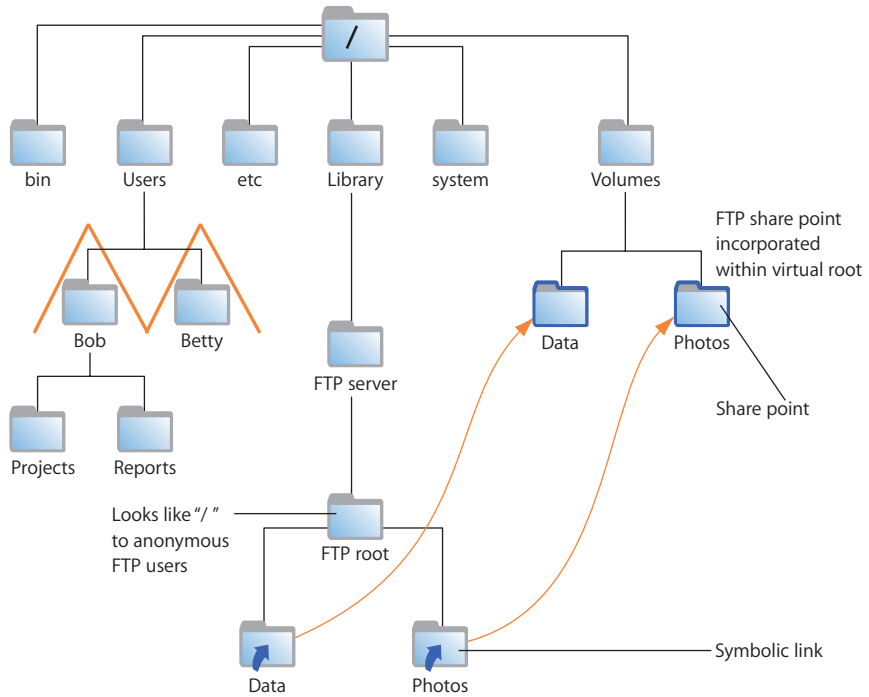 /
bin
Users
etc
Library
system
Volumes
FTP share point
incorporated
within virtual root
Bob
Betty
Data
Photos
FTP server
Share point
Projects
Reports
Looks like “/ ”
to anonymous
FTP users
FTP root
Symbolic link
Data
Photos